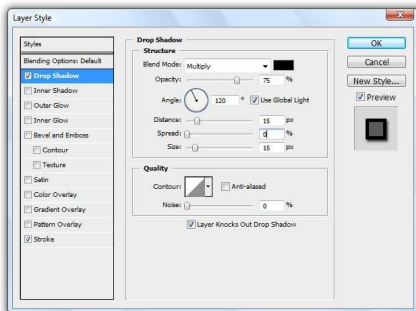 Layer Style
Styles
Blending Options: Default
Drop Shadow
Inner Shadow
Outer Glow
Inner Glow
Bevel and Emboss
Contour
Texture
Satin
Color Overlay
Gradient Overlay
Pattern Overlay
Stroke
Drop Shadow
Structure
Blend Mode: Multiply
Opacity: 75 %
Angle: 120 ° Use Global Light
Distance: 15 px
Spread: 0 %
Size: 15 px
Quality
Contour: Anti-aliased
Noise: 0 %
Layer Knocks Out Drop Shadow
OK
Cancel
New Style...
Preview